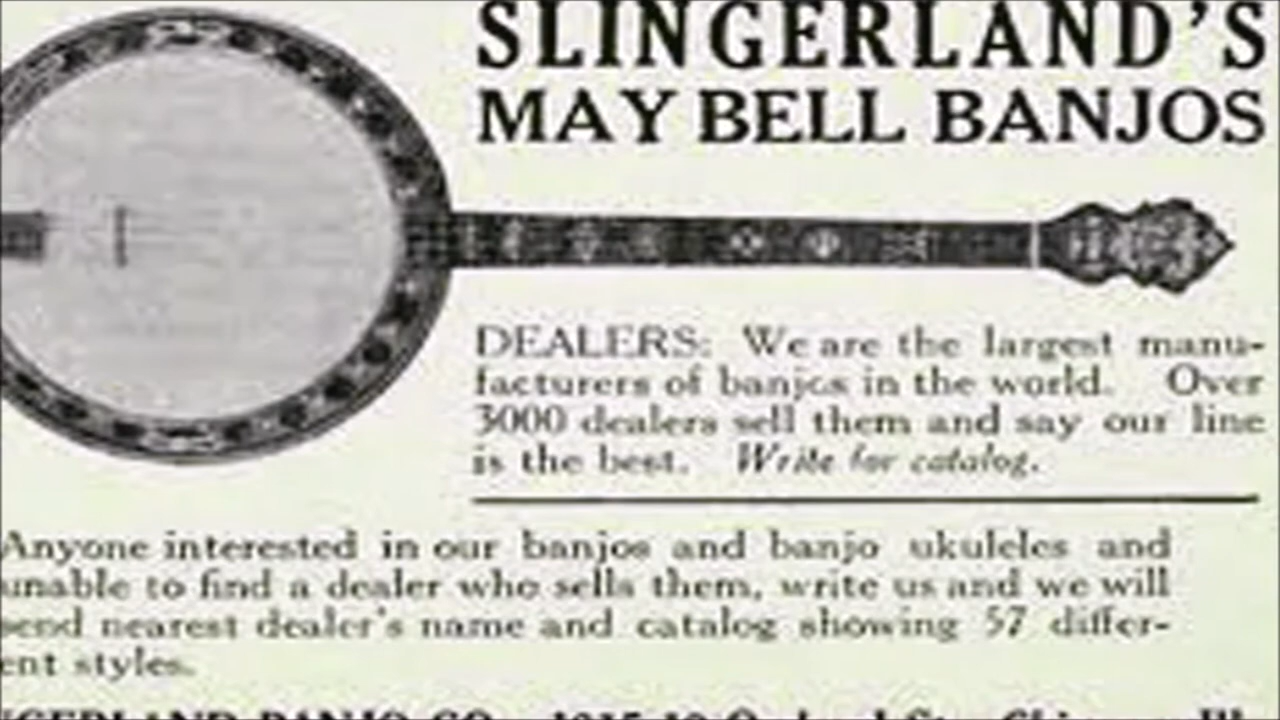 SLINGERLAND'S
MAY BELL BANJOS
DEALERS: We are the largest manu-
facturers of banjos in the world. Over
3000 dealers sell them and say our line
is the best. Write for catalog.
Anyone interested in our banjos and banjo ukuleles and
unable to find a dealer who sells them, write us and we will
send nearest dealer's name and catalog showing 57 differ-
ent styles.
BANJO CO.